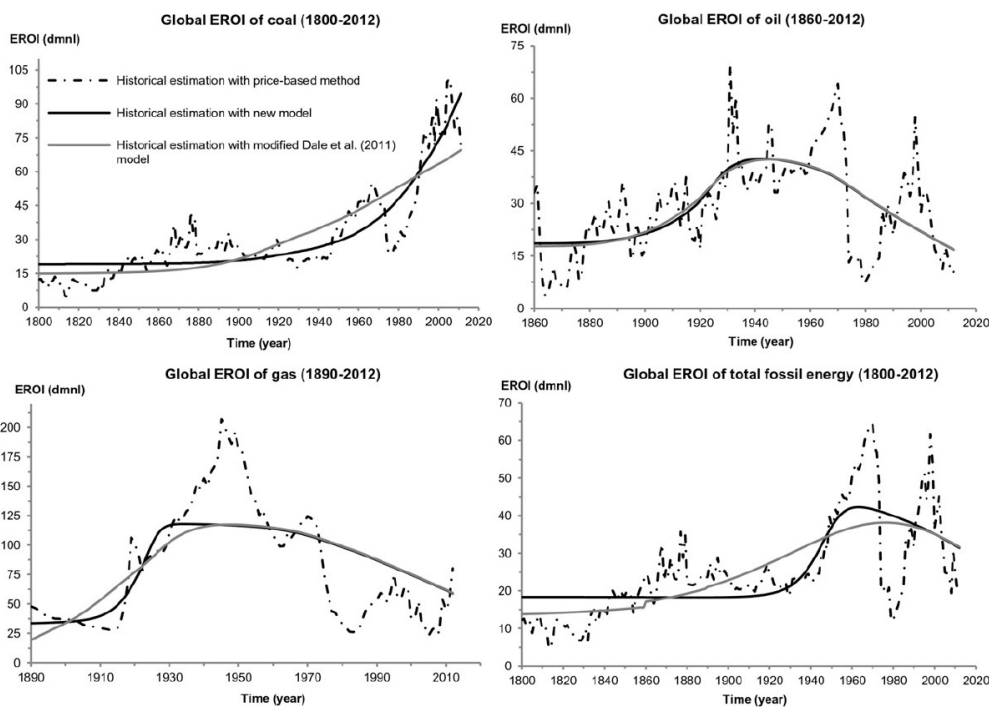 Global EROI of coal (1800-2012)
EROI (dmnl)
105
90
75
60
45
30
15
0
Historical estimation with price-based method
Historical estimation with new model
Historical estimation with modified Dale et al. (2011)
model
1800 1820 1840 1860 1880 1900 1920 1940 1960 1980 2000 2020
Time (year)
Global EROI of oil (1860-2012)
EROI (dmnl)
75
60
45
30
15
0
1860 1880 1900 1920 1940 1960 1980 2000 2020
Time (year)
Global EROI of gas (1890-2012)
EROI (dmnl)
200
175
150
125
100
75
50
25
0
1890 1910 1930 1950 1970 1990 2010
Time (year)
Global EROI of total fossil energy (1800-2012)
EROI (dmnl)
70
60
50
40
30
20
10
0
1800 1820 1840 1860 1880 1900 1920 1940 1960 1980 2000 2020
Time (year)